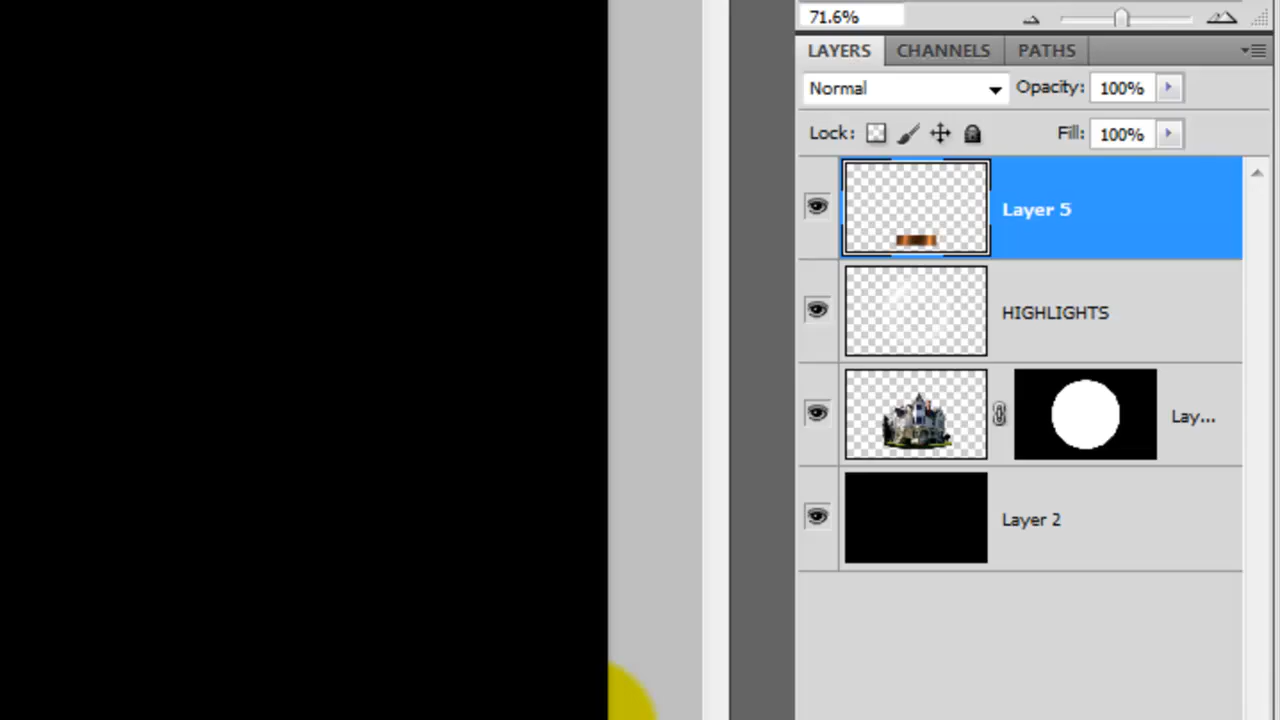 71.6%
LAYERS CHANNELS PATHS
Normal Opacity: 100%
Lock: Fill: 100%
Layer 5
HIGHLIGHTS
Lay...
Layer 2